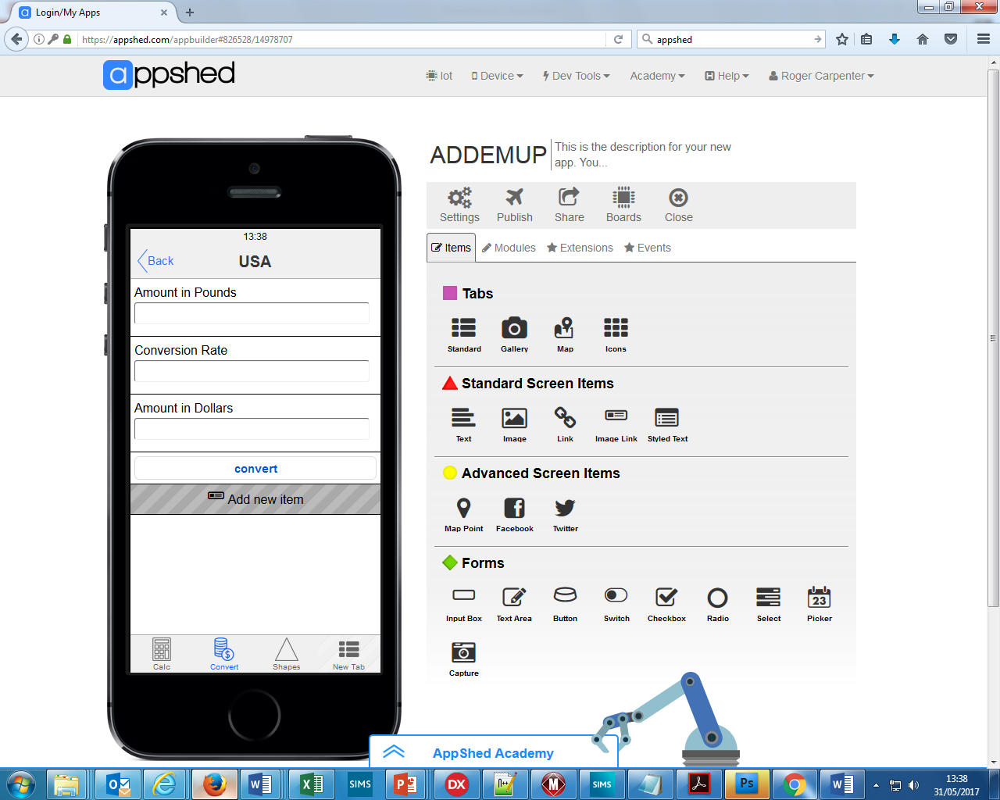 Login/My Apps
https://appshed.com/appbuilder#826528/14978707
appshed
appshed
Iot
Device
Dev Tools
Academy
Help
Roger Carpenter
ADDEMUP
This is the description for your new
app. You...
Settings
Publish
Share
Boards
Close
Items
Modules
Extensions
Events
13:38
Back
USA
Amount in Pounds
Conversion Rate
Amount in Dollars
convert
Add new item
Calc
Convert
Shapes
New Tab
Tabs
Standard
Gallery
Map
Icons
Standard Screen Items
Text
Image
Link
Image Link
Styled Text
Advanced Screen Items
Map Point
Facebook
Twitter
Forms
Input Box
Text Area
Button
Switch
Checkbox
Radio
Select
23
Picker
Capture
AppShed Academy
SIMS
DX
N++
M
SIMS
Ps
13:38
31/05/2017